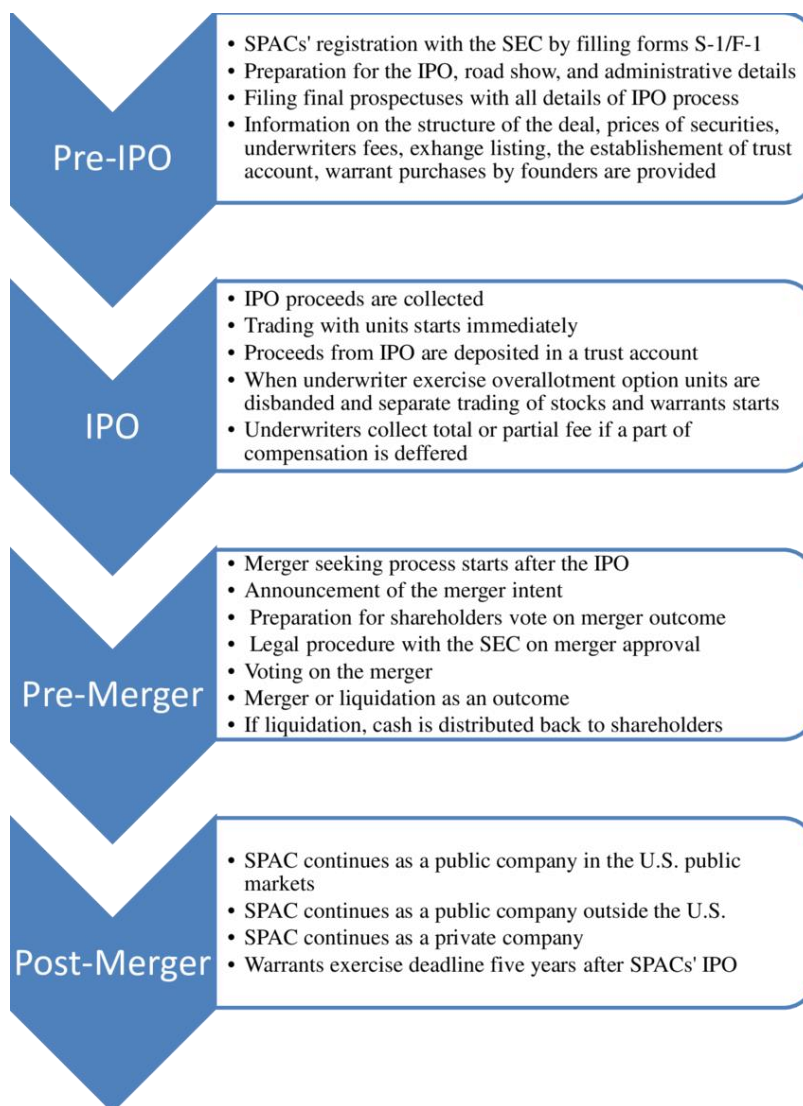 Pre-IPO
• SPACs' registration with the SEC by filling forms S-1/F-1
• Preparation for the IPO, road show, and administrative details
• Filing final prospectuses with all details of IPO process
• Information on the structure of the deal, prices of securities,
underwriters fees, exhange listing, the establishement of trust
account, warrant purchases by founders are provided
IPO
• IPO proceeds are collected
• Trading with units starts immediately
• Proceeds from IPO are deposited in a trust account
• When underwriter exercise overallotment option units are
disbanded and separate trading of stocks and warrants starts
• Underwriters collect total or partial fee if a part of
compensation is deffered
Pre-Merger
• Merger seeking process starts after the IPO
• Announcement of the merger intent
• Preparation for shareholders vote on merger outcome
• Legal procedure with the SEC on merger approval
• Voting on the merger
• Merger or liquidation as an outcome
• If liquidation, cash is distributed back to shareholders
Post-Merger
• SPAC continues as a public company in the U.S. public
markets
• SPAC continues as a public company outside the U.S.
• SPAC continues as a private company
• Warrants exercise deadline five years after SPACs' IPO